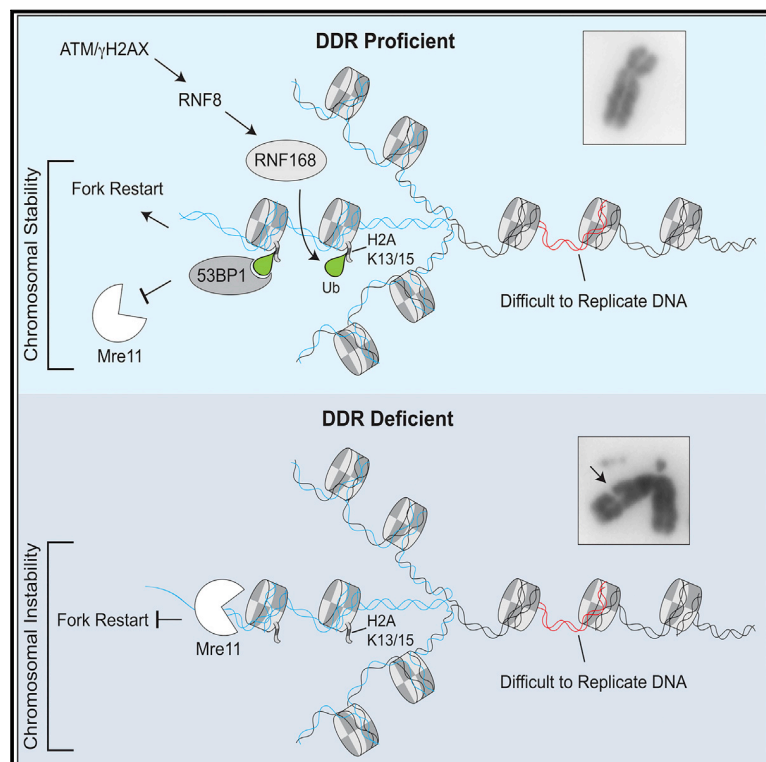 DDR Proficient
ATM/γH2AX
RNF8
RNF168
Chromosomal Stability
Fork Restart
H2A
K13/15
53BP1
Ub
Mre11
Difficult to Replicate DNA
DDR Deficient
Chromosomal Instability
Fork Restart
Mre11
H2A
K13/15
Difficult to Replicate DNA